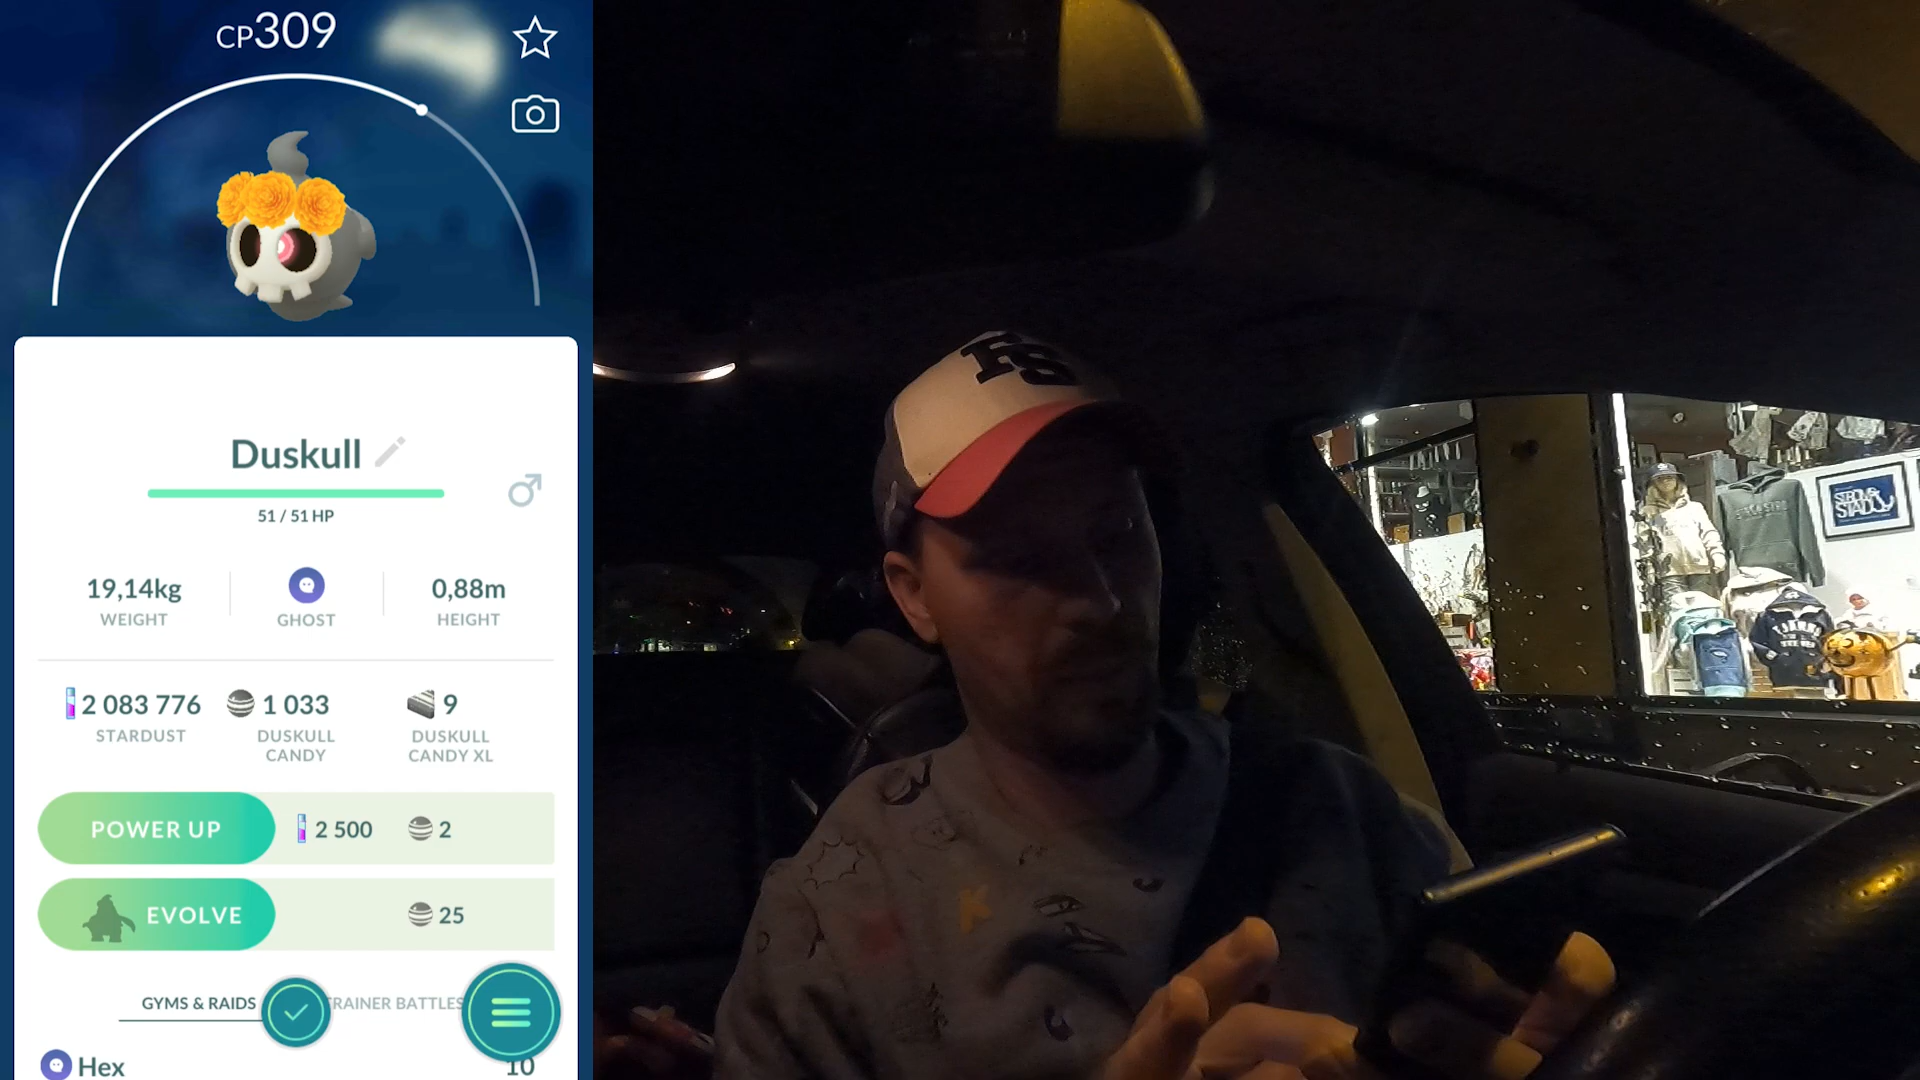 CP309
Duskull
51 / 51 HP
19,14kg
WEIGHT
GHOST
0,88m
HEIGHT
2 083 776
STARDUST
1 033
DUSKULL
CANDY
9
DUSKULL
CANDY XL
POWER UP
2 500
2
EVOLVE
25
GYMS & RAIDS
TRAINER BATTLES
Hex
10